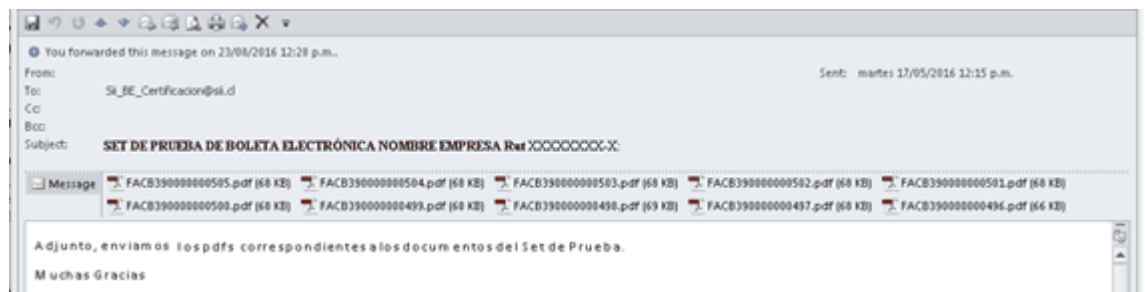 You forwarded this message on 23/08/2016 12:28 p.m..
From:
Sent: martes 17/05/2016 12:15 p.m.
To: Sii_BE_Certificacion@sii.cl
Cc:
Bcc:
Subject: SET DE PRUEBA DE BOLETA ELECTRÓNICA NOMBRE EMPRESA Rut XXXXXXXXX-X:
Message FACB390000000505.pdf (68 KB) FACB390000000504.pdf (68 KB) FACB390000000503.pdf (68 KB) FACB390000000502.pdf (68 KB) FACB390000000501.pdf (68 KB)
FACB390000000500.pdf (68 KB) FACB390000000499.pdf (68 KB) FACB390000000498.pdf (69 KB) FACB390000000497.pdf (68 KB) FACB390000000496.pdf (66 KB)
Adjunto, enviamos los pdfs correspondientes a los documentos del Set de Prueba.
Muchas Gracias